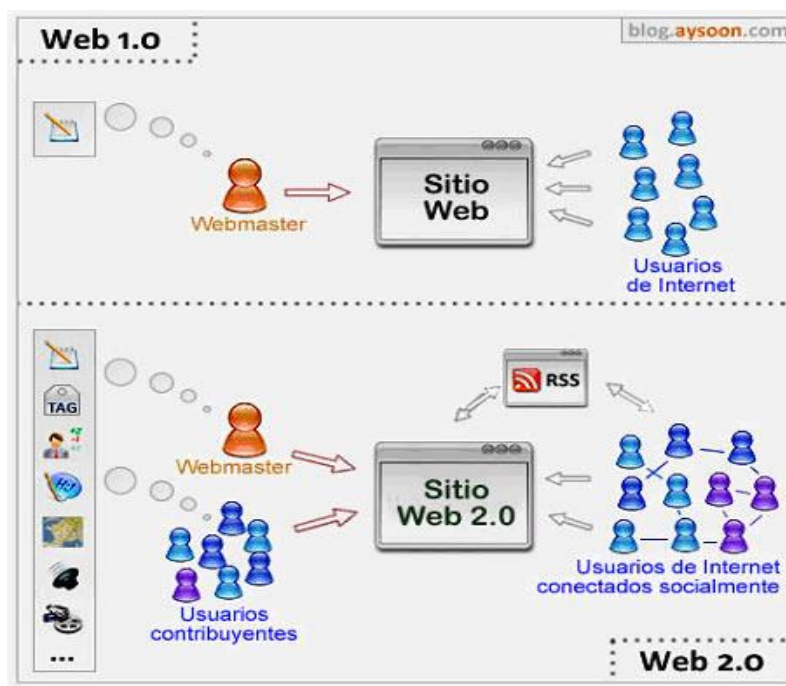 Web 1.0
blog.aysoon.com
Webmaster
Sitio
Web
Usuarios
de Internet
TAG
RSS
Webmaster
Sitio
Web 2.0
Usuarios
contribuyentes
Usuarios de Internet
conectados socialmente
...
Web 2.0